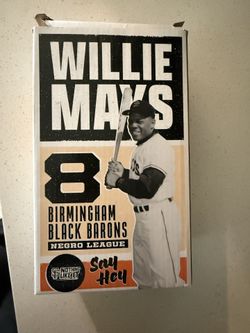 WILLIE
MAYS
8
BIRMINGHAM
BLACK BARONS
NEGRO LEAGUE
Say Hey